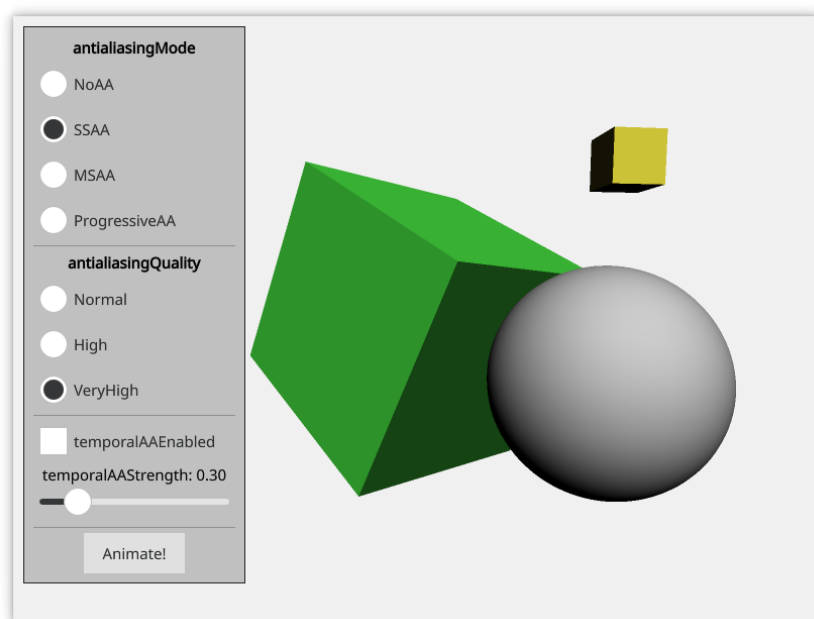 antialiasingMode
NoAA
SSAA
MSAA
ProgressiveAA
antialiasingQuality
Normal
High
VeryHigh
temporalAAEnabled
temporalAAStrength: 0.30
Animate!